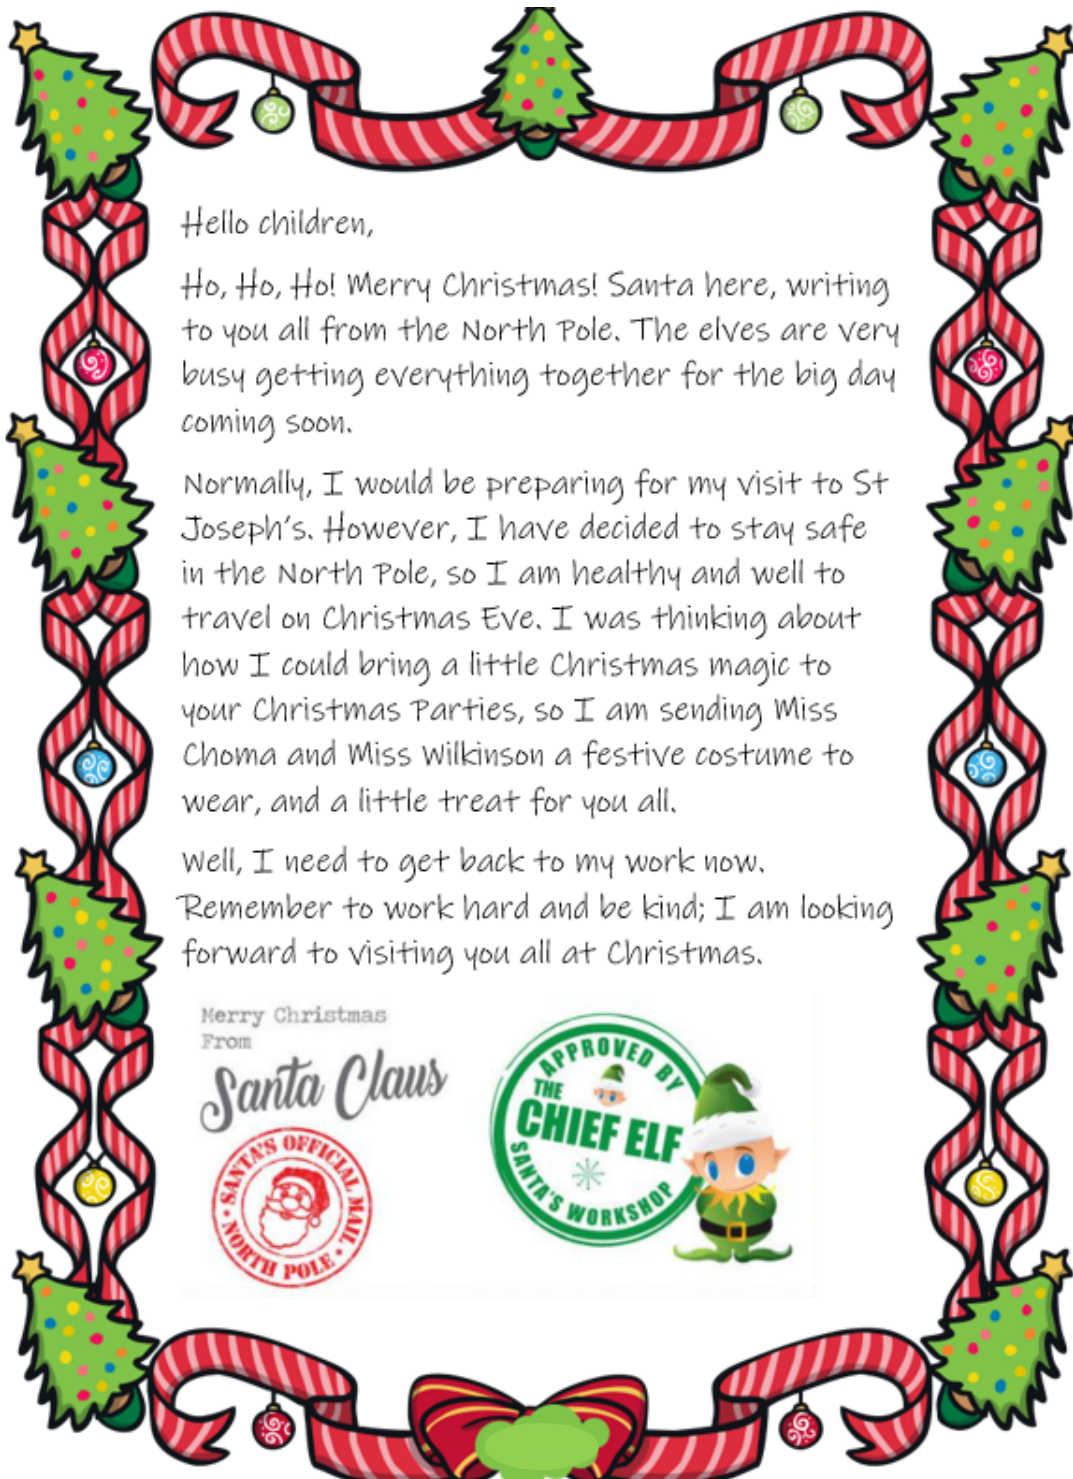 Hello children,
Ho, Ho, Ho! Merry Christmas! Santa here, writing
to you all from the North Pole. The elves are very
busy getting everything together for the big day
coming soon.
Normally, I would be preparing for my visit to St
Joseph's. However, I have decided to stay safe
in the North Pole, so I am healthy and well to
travel on Christmas Eve. I was thinking about
how I could bring a little Christmas magic to
your Christmas Parties, so I am sending Miss
Choma and Miss Wilkinson a festive costume to
wear, and a little treat for you all.
Well, I need to get back to my work now.
Remember to work hard and be kind; I am looking
forward to visiting you all at Christmas.
Merry Christmas
From
Santa Claus
SANTA'S OFFICIAL MAIL
NORTH POLE
APPROVED BY
THE
CHIEF ELF
SANTA'S WORKSHOP